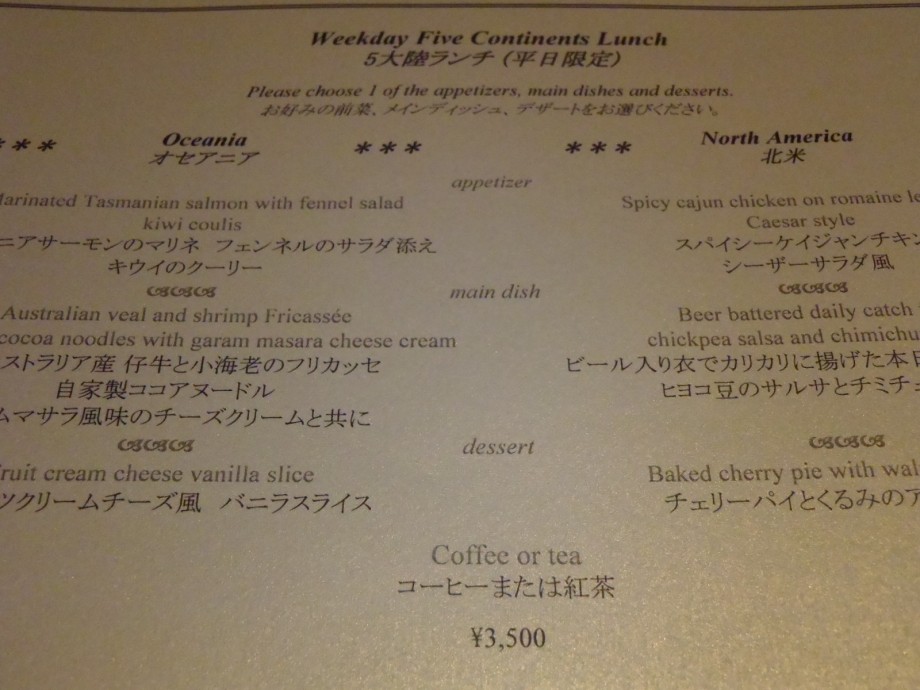 Weekday Five Continents Lunch
5大陸ランチ (平日限定)
Please choose 1 of the appetizers, main dishes and desserts.
お好みの前菜、メインディッシュ、デザートをお選びください。
*** Oceania *** *** North America
オセアニア 北米
appetizer
Marinated Tasmanian salmon with fennel salad Spicy cajun chicken on romaine
kiwi coulis Caesar style
ニアサーモンのマリネ フェンネルのサラダ添え スパイシーケイジャンチキン
キウイのクーリー シーザーサラダ風
main dish
Australian veal and shrimp Fricassée Beer battered daily catch
cocoa noodles with garam masara cheese cream chickpea salsa and
ストラリア産 仔牛と小海老のフリカッセ ビール入り衣でカリカリに揚げた本日
自家製ココアヌードル ヒヨコ豆のサルサとチミチュ
ムマサラ風味のチーズクリームと共に
dessert
fruit cream cheese vanilla slice Baked cherry pie with
ツクリームチーズ風 バニラスライス チェリーパイとくるみのア
Coffee or tea
コーヒーまたは紅茶
¥3,500